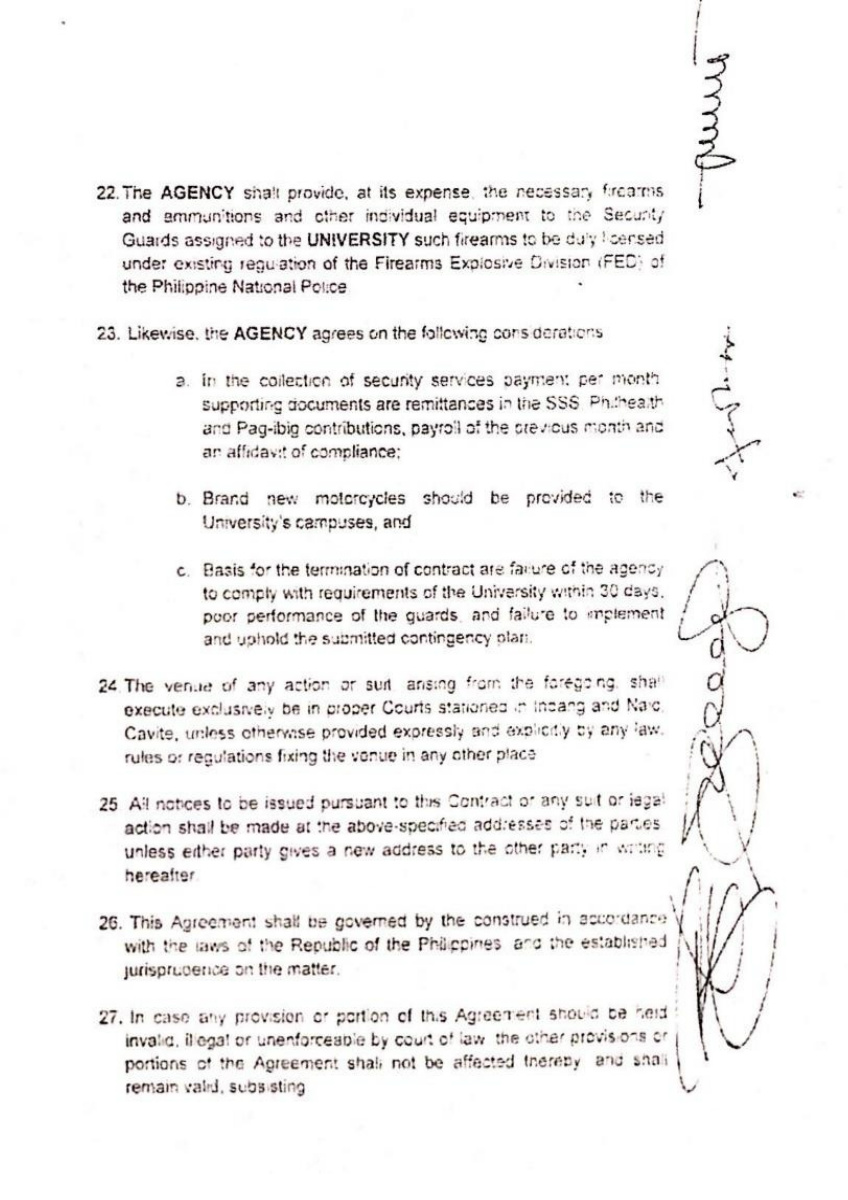 22. The AGENCY shall provide, at its expense, the necessary firearms
and ammunitions and other individual equipment to the Security
Guards assigned to the UNIVERSITY such firearms to be duly licensed
under existing regulation of the Firearms Explosive Division (FED) of
the Philippine National Police
23. Likewise, the AGENCY agrees on the following considerations
a. In the collection of security services payment per month
supporting documents are remittances in the SSS, Philhealth
and Pag-ibig contributions, payroll of the previous month and
an affidavit of compliance;
b. Brand new motorcycles should be provided to the
University's campuses, and
c. Basis for the termination of contract are failure of the agency
to comply with requirements of the University within 30 days,
poor performance of the guards, and failure to implement
and uphold the submitted contingency plan.
24. The venue of any action or suit arising from the foregoing, shall
execute exclusively be in proper Courts stationed in Indang and Naic,
Cavite, unless otherwise provided expressly and explicitly by any law,
rules or regulations fixing the venue in any other place
25. All notices to be issued pursuant to this Contract or any suit or legal
action shall be made at the above-specified addresses of the parties
unless either party gives a new address to the other party in writing
hereafter.
26. This Agreement shall be governed by the construed in accordance
with the laws of the Republic of the Philippines and the established
jurisprudence on the matter.
27. In case any provision or portion of this Agreement should be held
invalid, illegal or unenforceable by court of law the other provisions or
portions of the Agreement shall not be affected thereby and shall
remain valid, subsisting